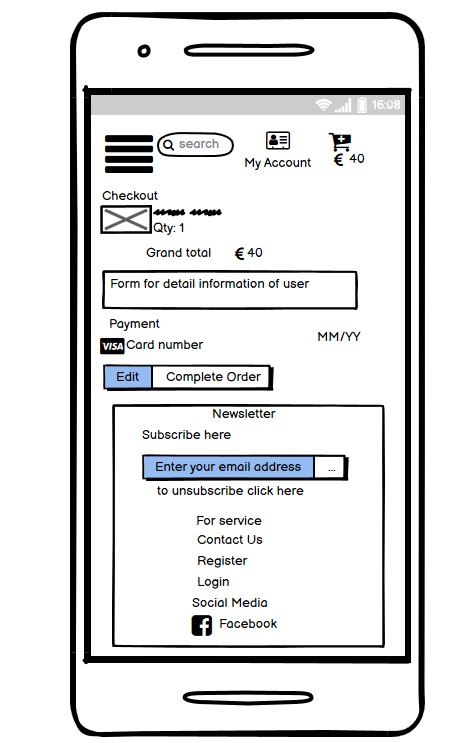 16:08
search
My Account
€ 40
Checkout
Qty: 1
Grand total € 40
Form for detail information of user
Payment
MM/YY
VISA Card number
Edit Complete Order
Newsletter
Subscribe here
Enter your email address ...
to unsubscribe click here
For service
Contact Us
Register
Login
Social Media
f Facebook